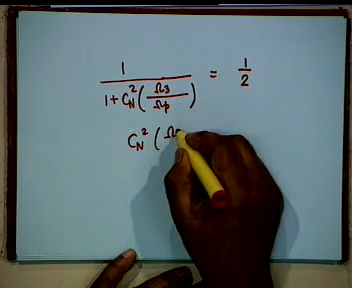 1 / (1 + C_N^2 (Ω3 / Ωp)) = 1 / 2
C_N^2 (Ω